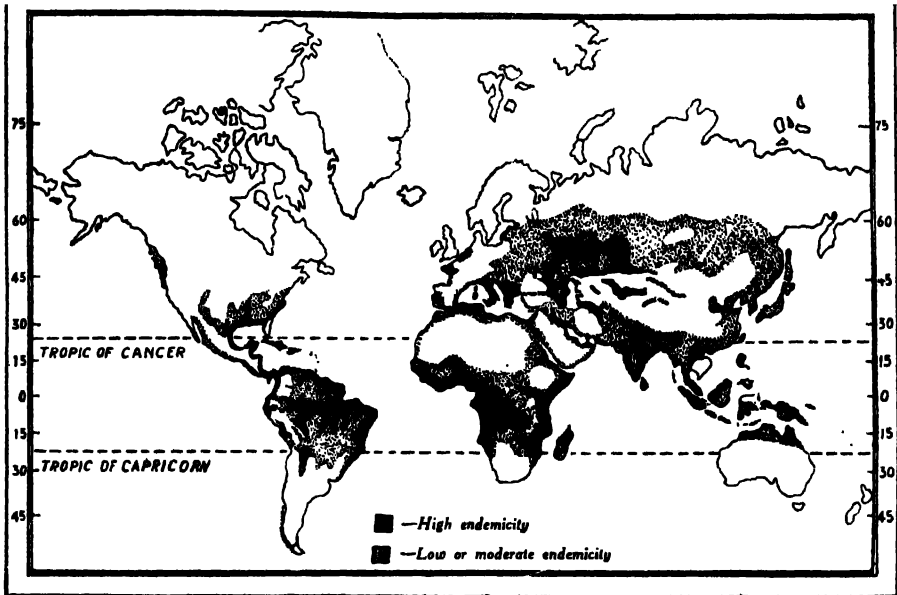 75 75
60 60
45 45
30 30
TROPIC OF CANCER
15 15
0 0
15 15
TROPIC OF CAPRICORN
30 30
45 45
—High endemicity
—Low or moderate endemicity